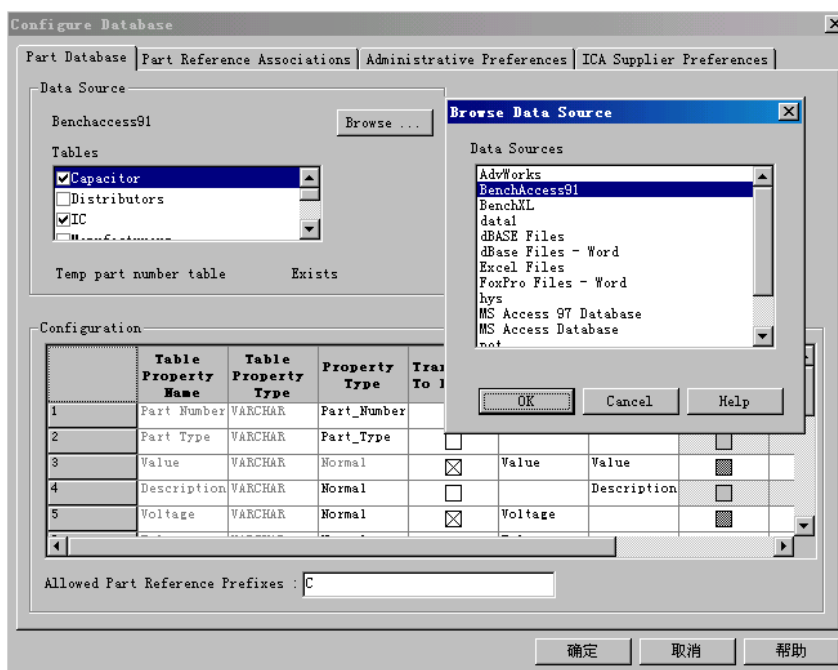 Configure Database
Part Database Part Reference Associations Administrative Preferences ICA Supplier Preferences
Data Source
Benchaccess91
Browse ...
Tables
Capacitor
Distributors
IC
Temp part number table Exists
Browse Data Source
Data Sources
AdvWorks
BenchAccess91
BenchXL
data1
dBASE Files
dBase Files - Word
Excel Files
FoxPro Files - Word
hys
MS Access 97 Database
MS Access Database
OK Cancel Help
Configuration
Table Property Name Table Property Type Property Type
1 Part Number VARCHAR Part_Number
2 Part Type VARCHAR Part_Type
3 Value VARCHAR Normal Value Value
4 Description VARCHAR Normal Description
5 Voltage VARCHAR Normal Voltage
Allowed Part Reference Prefixes : C
确定 取消 帮助